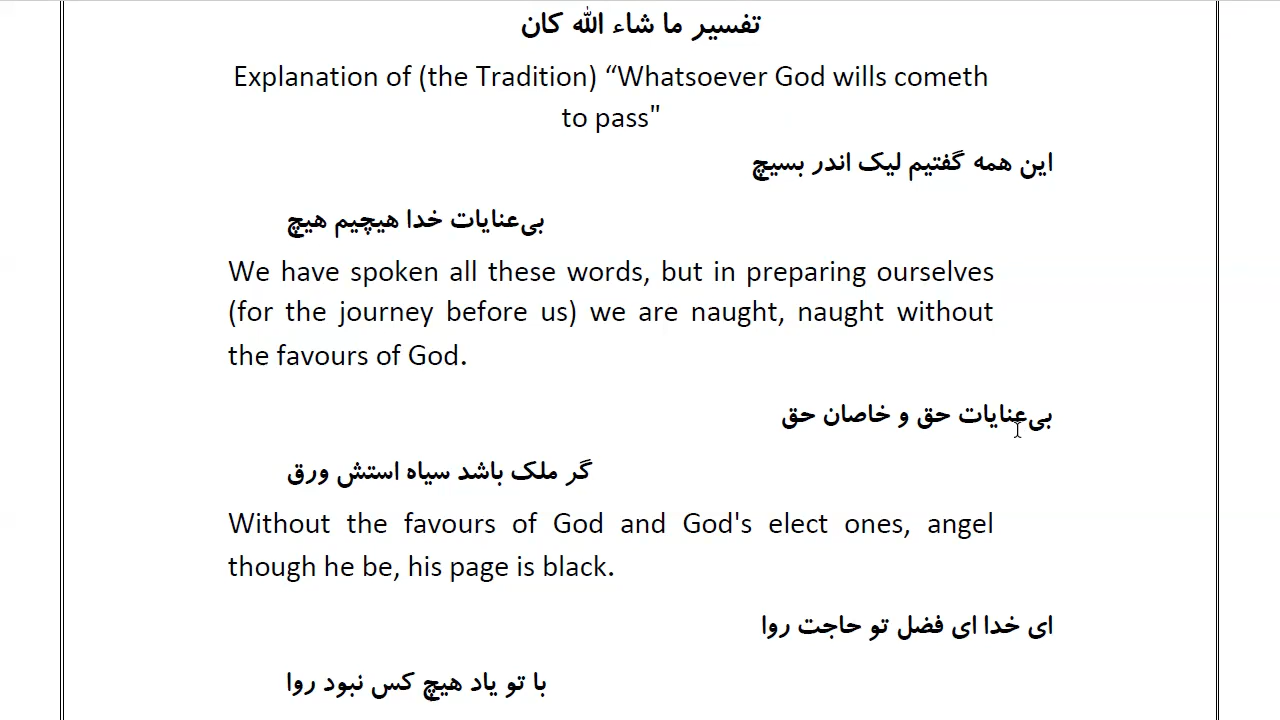 تفسیر ما شاء الله کان
Explanation of (the Tradition) “Whatsoever God wills cometh
to pass"
این همه گفتیم لیک اندر بسیچ
بی‌عنایات خدا هیچیم هیچ
We have spoken all these words, but in preparing ourselves
(for the journey before us) we are naught, naught without
the favours of God.
بی‌عنایات حق و خاصان حق
گر ملک باشد سیاه استش ورق
Without the favours of God and God's elect ones, angel
though he be, his page is black.
ای خدا ای فضل تو حاجت روا
با تو یاد هیچ کس نبود روا